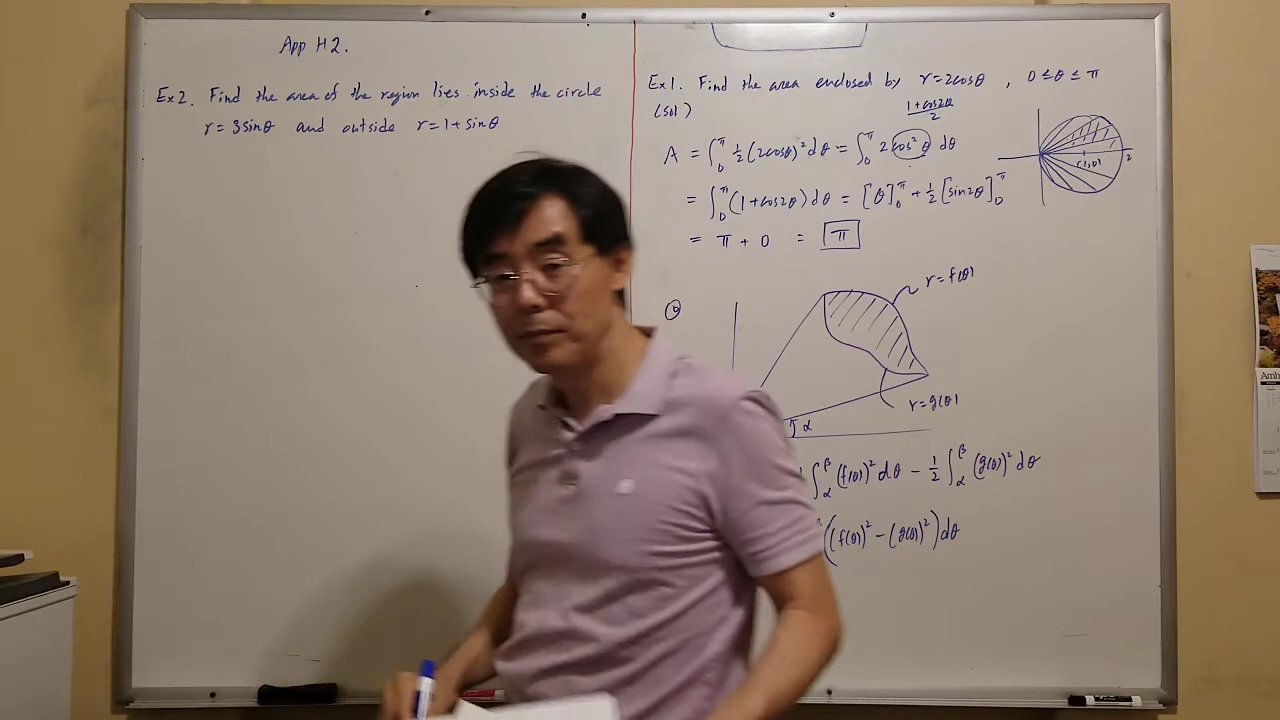 App H2.
Ex2. Find the area of the region lies inside the circle
r = 3sinθ and outside r = 1 + sinθ
Ex1. Find the area enclosed by r = 2cosθ , 0 ≤ θ ≤ π
(sol)
1+cos2θ
2
A = ∫₀^π ½(2cosθ)² dθ = ∫₀^π 2 cos²θ dθ
= ∫₀^π (1 + cos2θ) dθ = [θ]₀^π + ½[sin2θ]₀^π
= π + 0 = π
(1,0)
2
r = f(θ)
r = g(θ)
α
∫_α^β (f(θ))² dθ − ½ ∫_α^β (g(θ))² dθ
((f(θ))² − (g(θ))²) dθ
Amb